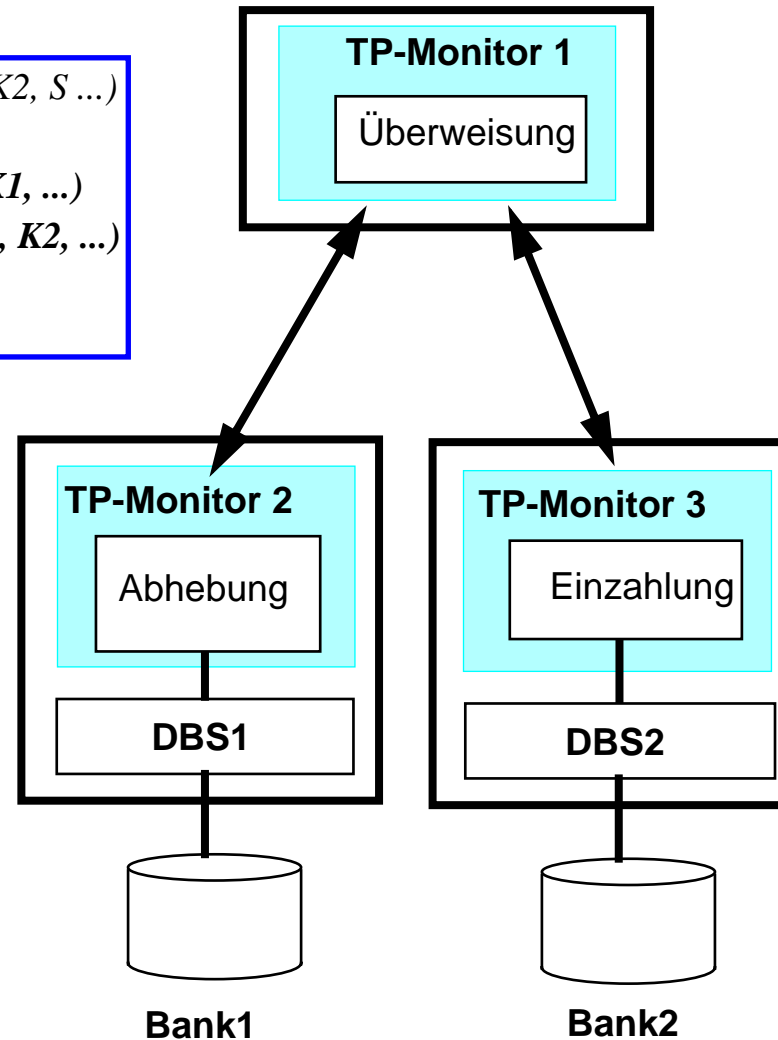 K2, S ...)
K1, ...)
, K2, ...)
TP-Monitor 1
Überweisung
TP-Monitor 2
Abhebung
DBS1
Bank1
TP-Monitor 3
Einzahlung
DBS2
Bank2